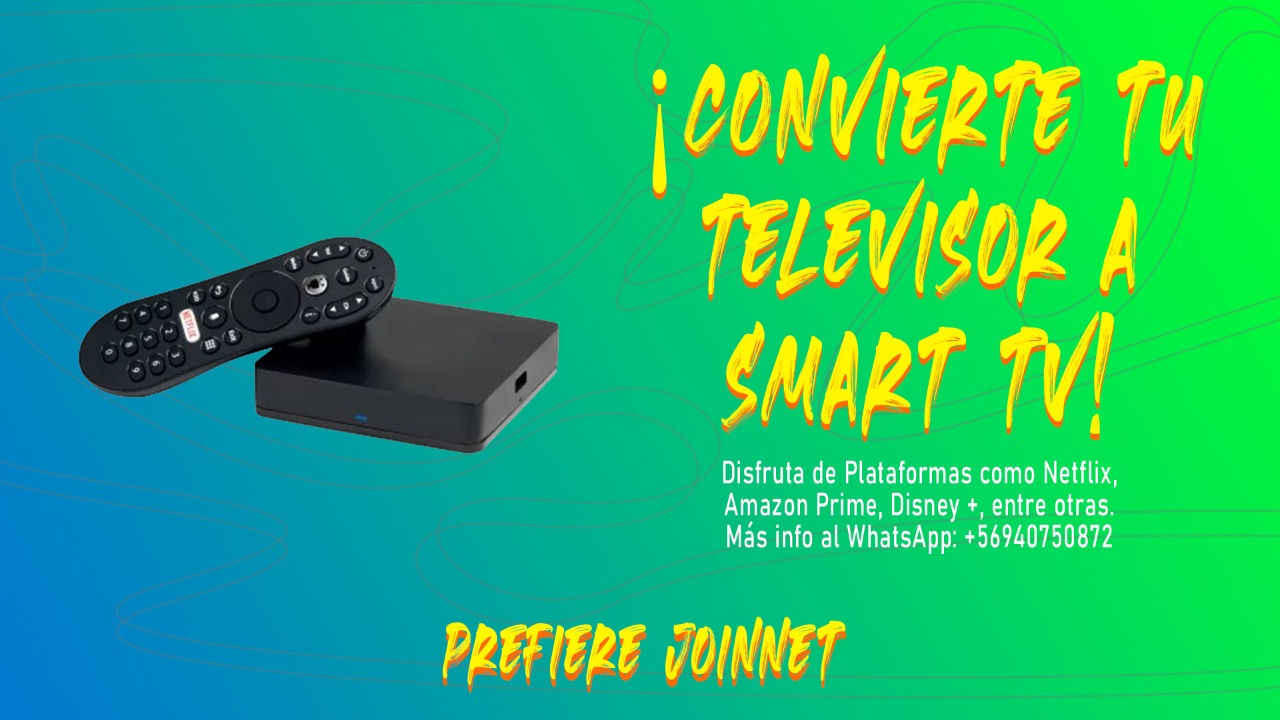 ¡CONVIERTE TU
TELEVISOR A
SMART TV!
Disfruta de Plataformas como Netflix,
Amazon Prime, Disney +, entre otras.
Más info al WhatsApp: +56940750872
NETFLIX
PREFIERE JOINNET